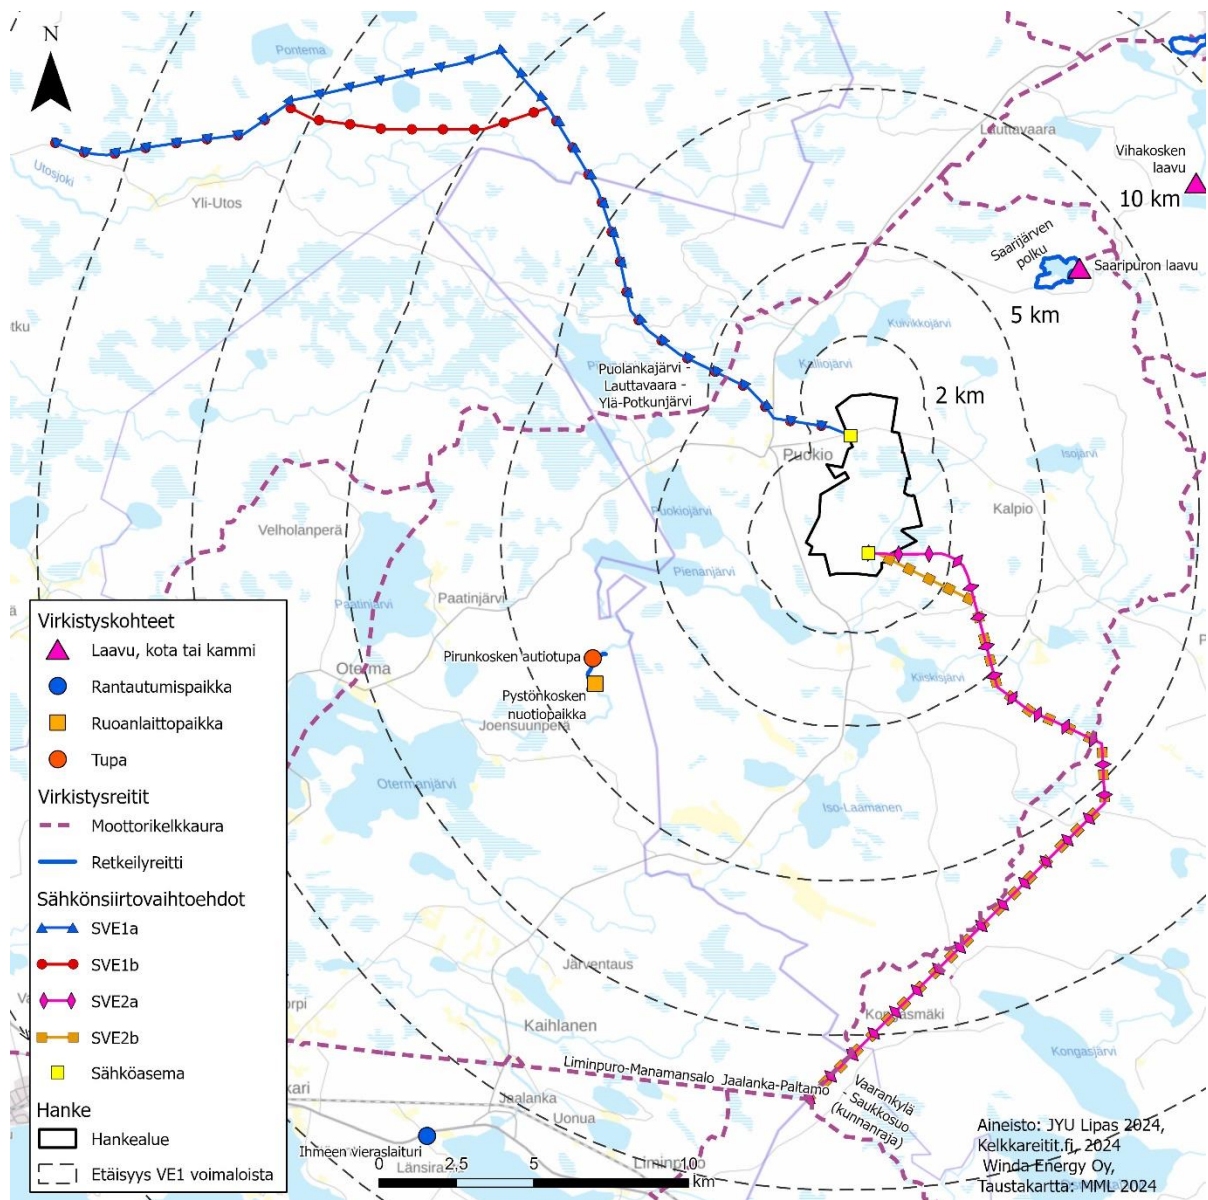 N
Pontema
Utosjoki
Yli-Utos
Lauttavaara
Vihakosken
laavu
10 km
Saarijärven
polku
Saaripuron laavu
5 km
Kuivikkojärvi
Kalliojärvi
Puolankajärvi -
Lauttavaara -
Ylä-Potkunjärvi
2 km
Puokio
Isojärvi
Kalpio
Puokiojärvi
Velholanperä
Pienanjärvi
Paatinjärvi
Paatinjärvi
Pirunkosken autiotupa
Oterma
Kiiskisjärvi
Pystönkosken
nuotiopaikka
Joensuunperä
Otermanjärvi
Iso-Laamanen
Virkistyskohteet
Laavu, kota tai kammi
Rantautumispaikka
Ruoanlaittopaikka
Tupa
Virkistysreitit
Moottorikelkkaura
Retkeilyreitti
Sähkönsiirtovaihtoehdot
SVE1a
SVE1b
SVE2a
SVE2b
Sähköasema
Hanke
Hankealue
Etäisyys VE1 voimaloista
Järventaus
Kaihlanen
Kongasmäki
Kongasjärvi
Liminpuro-Manamansalo Jaalanka-Paltamo
Vaarankylä
- Saukkosuo
(kunnanraja)
Jaalanka
Uonua
Ihmeen vieraslaituri
Liminpuro
0 2,5 5 10
km
Aineisto: JYU Lipas 2024,
Kelkkareitit.fi, 2024
Winda Energy Oy,
Taustakartta: MML 2024